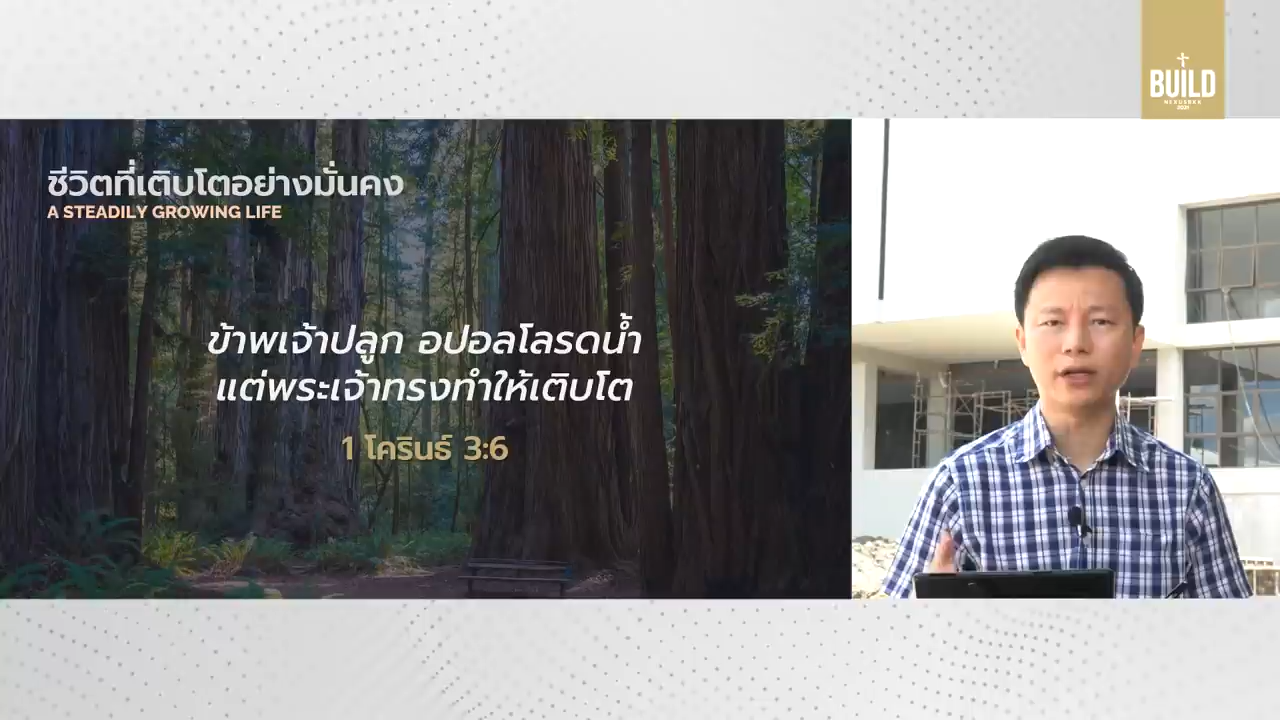 BUILD
NEXUSBKK
2021
ชีวิตที่เติบโตอย่างมั่นคง
A STEADILY GROWING LIFE
ข้าพเจ้าปลูก อปอลโลรดน้ำ
แต่พระเจ้าทรงทำให้เติบโต
1 โครินธ์ 3:6